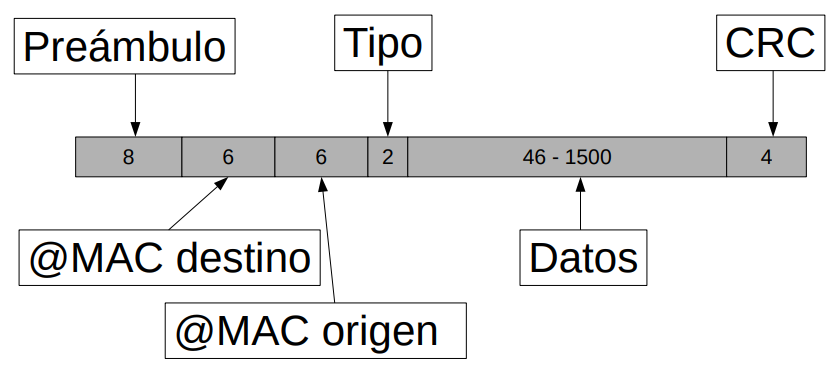 Preámbulo
Tipo
CRC
8
6
6
2
46 - 1500
4
@MAC destino
Datos
@MAC origen